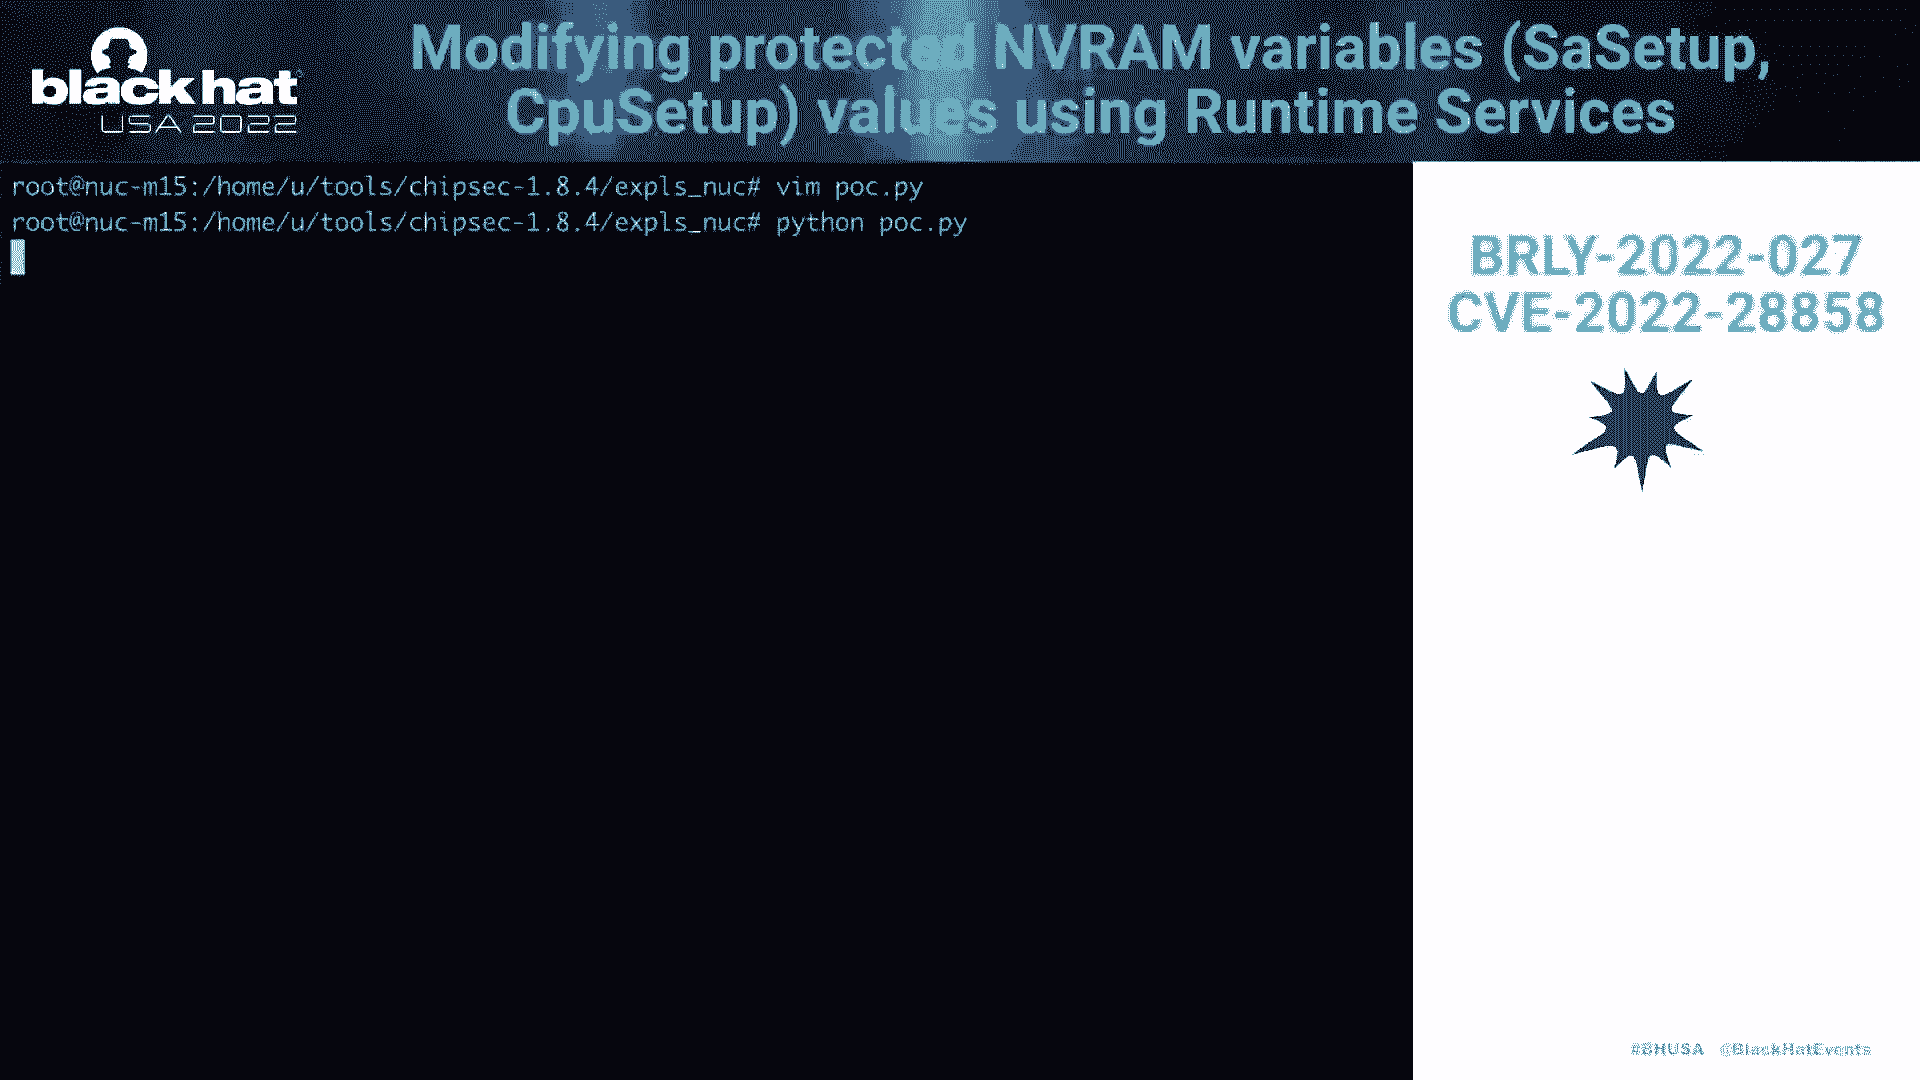 black hat
USA 2022
Modifying protected NVRAM variables (SaSetup,
CpuSetup) values using Runtime Services
root@nuc-m15:/home/u/tools/chipsec-1.8.4/expls_nuc# vim poc.py
root@nuc-m15:/home/u/tools/chipsec-1.8.4/expls_nuc# python poc.py
BRLY-2022-027
CVE-2022-28858
#BHUSA @BlackHatEvents